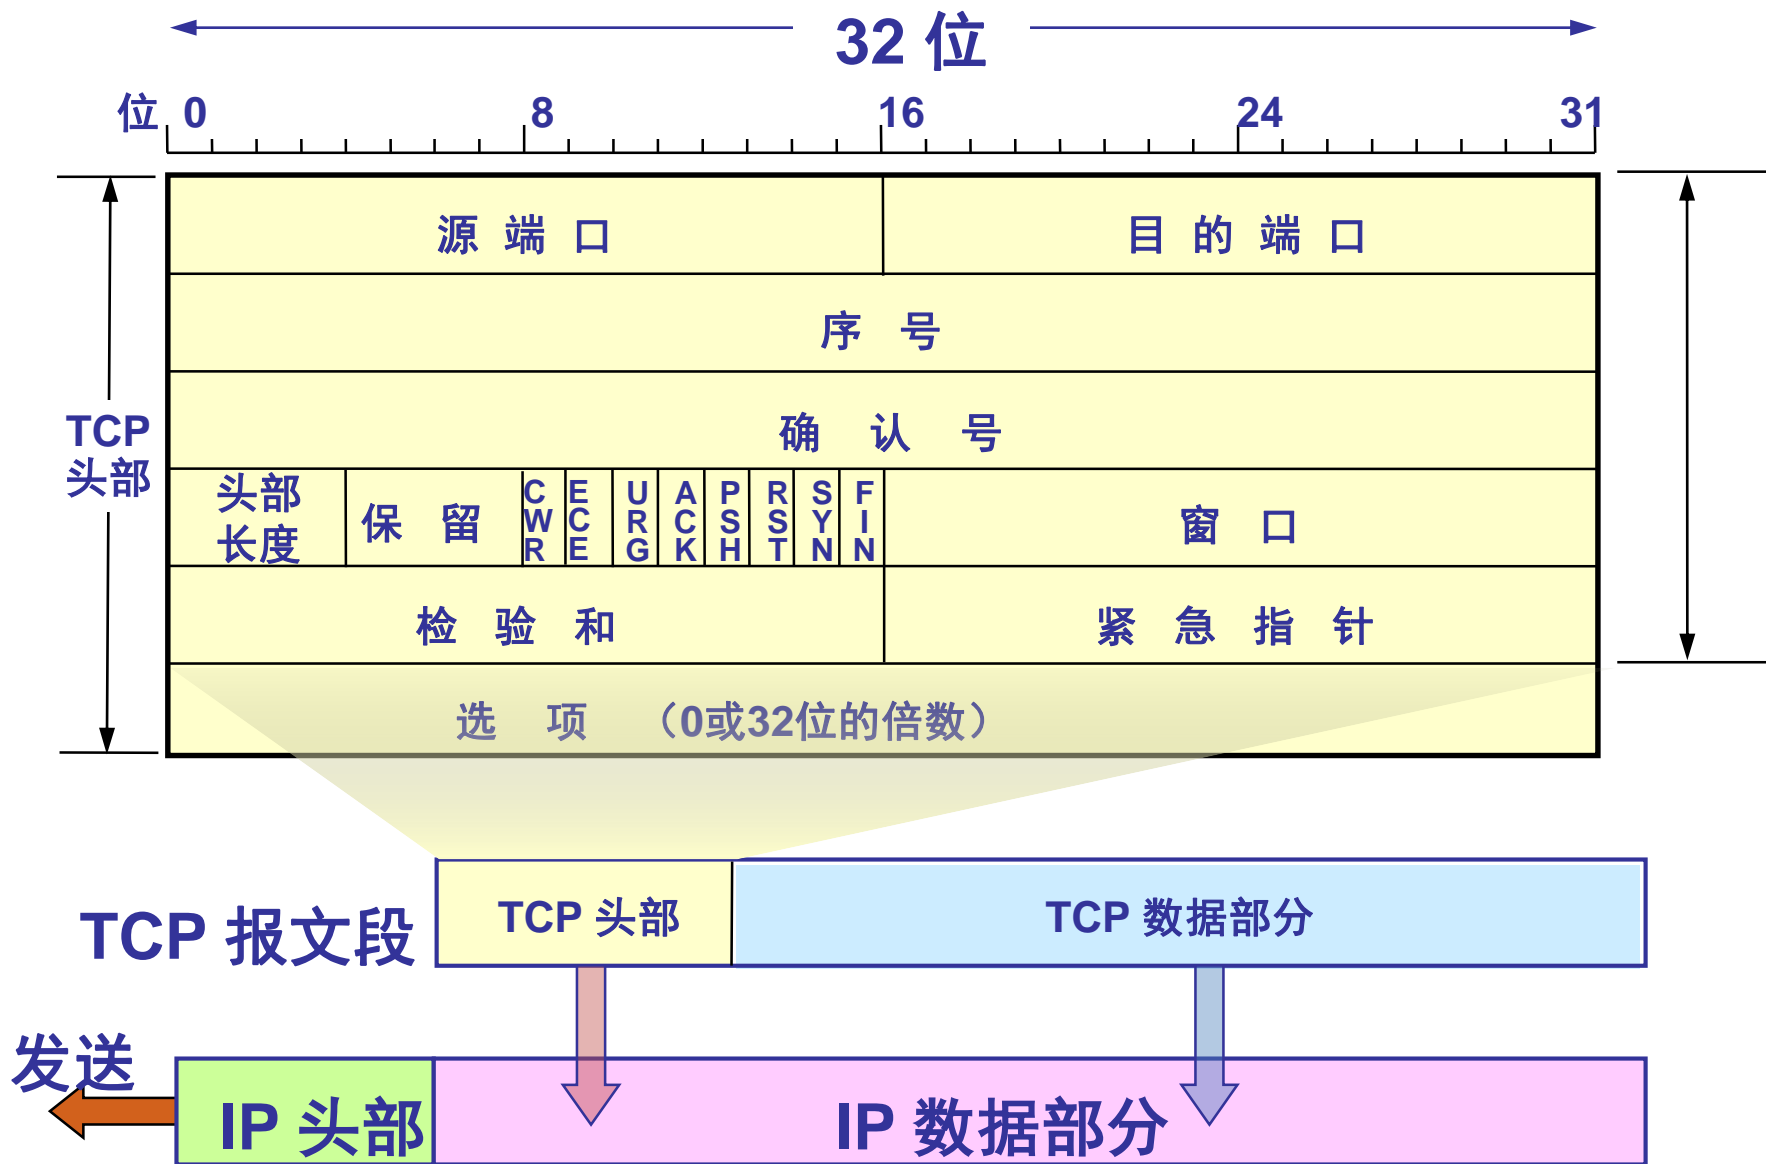 32 位
位 0 8 16 24 31
源 端 口 目 的 端 口
序 号
确 认 号
TCP
头部
头部
长度
保 留
CWR
ECE
URG
ACK
PSH
RST
SYN
FIN
窗 口
检 验 和 紧 急 指 针
选 项 （0或32位的倍数）
TCP 报文段
TCP 头部
TCP 数据部分
发送
IP 头部
IP 数据部分